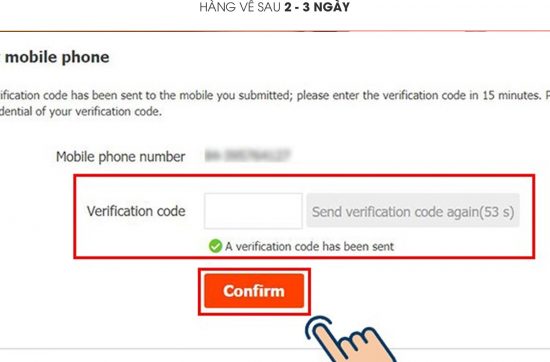 HÀNG VỀ SAU 2 - 3 NGÀY
mobile phone
ification code has been sent to the mobile you submitted; please enter the verification code in 15 minutes. P
dential of your verification code.
Mobile phone number
Verification code Send verification code again(53 s)
A verification code has been sent
Confirm